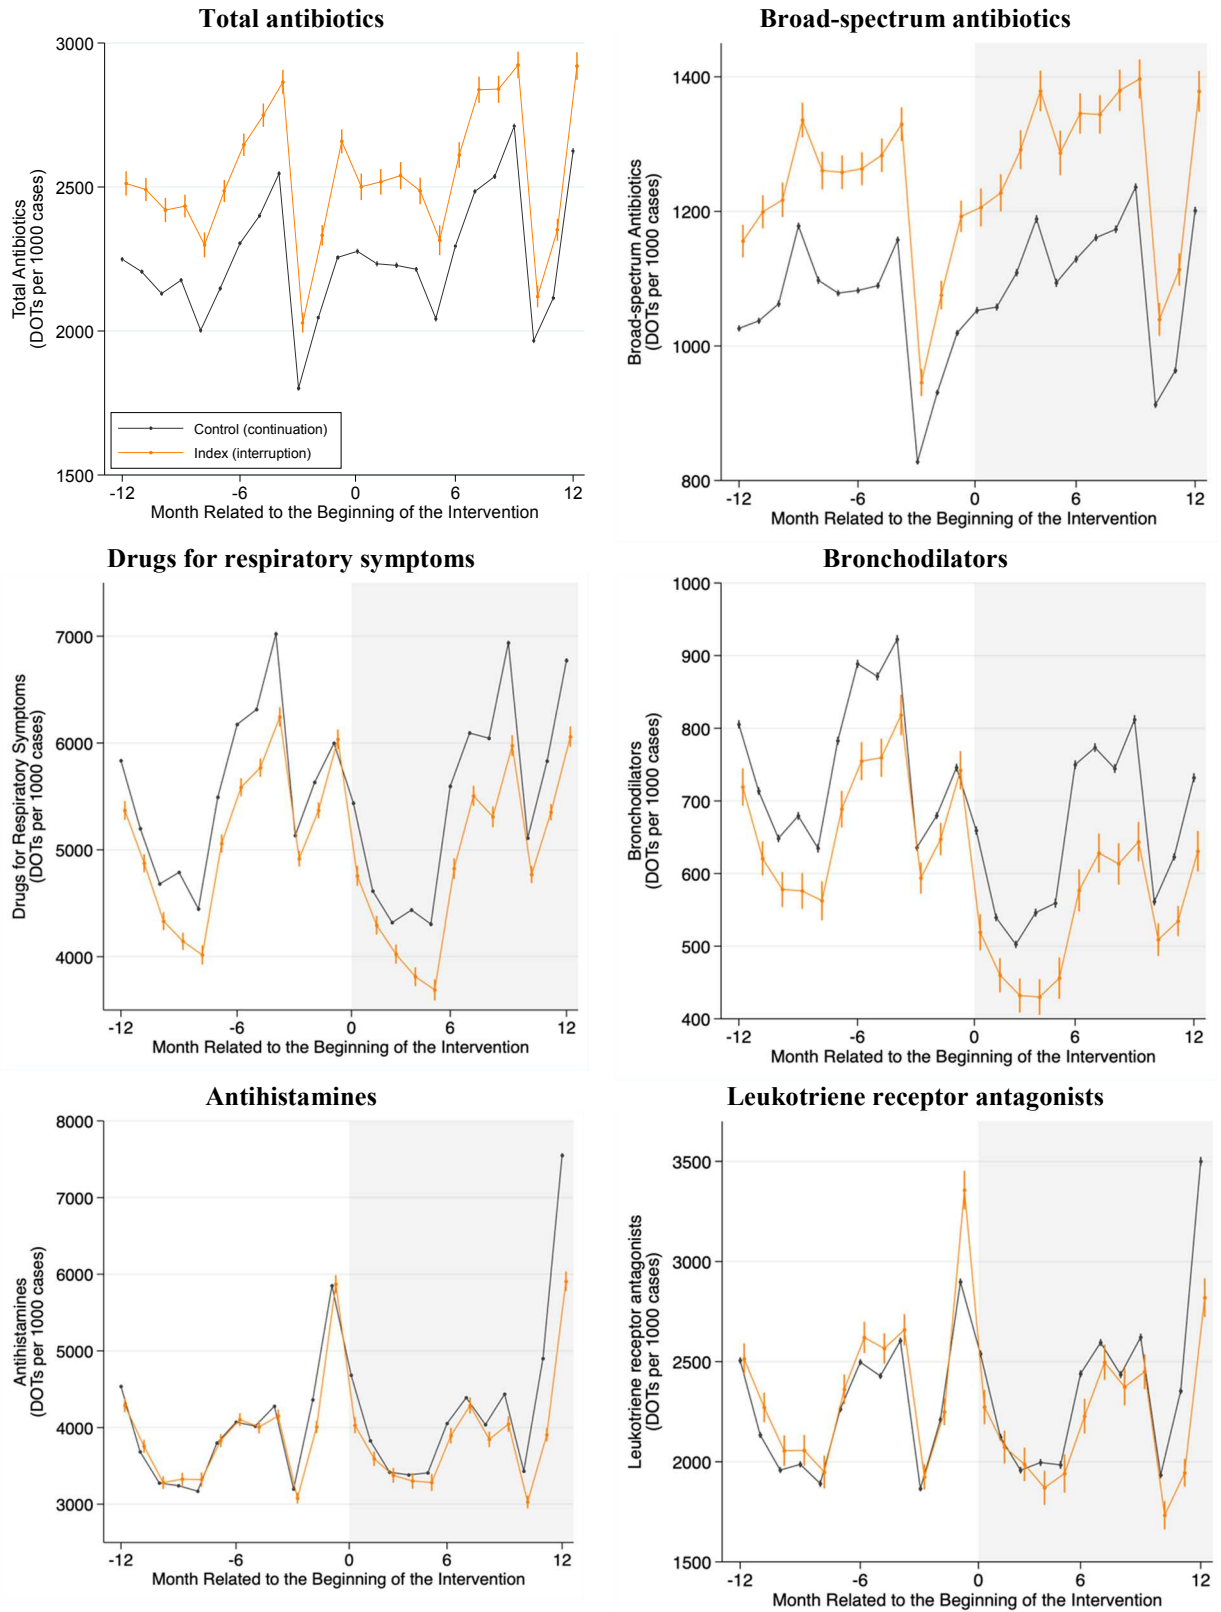 Total antibiotics
3000
2500
2000
1500
Total Antibiotics
(DOTs per 1000 cases)
Control (continuation)
Index (interruption)
-12
-6
0
6
12
Month Related to the Beginning of the Intervention
Broad-spectrum antibiotics
1400
1200
1000
800
Broad-spectrum Antibiotics
(DOTs per 1000 cases)
-12
-6
0
6
12
Month Related to the Beginning of the Intervention
Drugs for respiratory symptoms
7000
6000
5000
4000
Drugs for Respiratory Symptoms
(DOTs per 1000 cases)
-12
-6
0
6
12
Month Related to the Beginning of the Intervention
Bronchodilators
1000
900
800
700
600
500
400
Bronchodilators
(DOTs per 1000 cases)
-12
-6
0
6
12
Month Related to the Beginning of the Intervention
Antihistamines
8000
7000
6000
5000
4000
3000
Antihistamines
(DOTs per 1000 cases)
-12
-6
0
6
12
Month Related to the Beginning of the Intervention
Leukotriene receptor antagonists
3500
3000
2500
2000
1500
Leukotriene receptor antagonists
(DOTs per 1000 cases)
-12
-6
0
6
12
Month Related to the Beginning of the Intervention